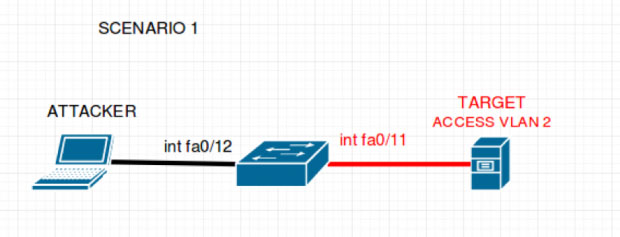 SCENARIO 1
ATTACKER
int fa0/12
int fa0/11
TARGET
ACCESS VLAN 2